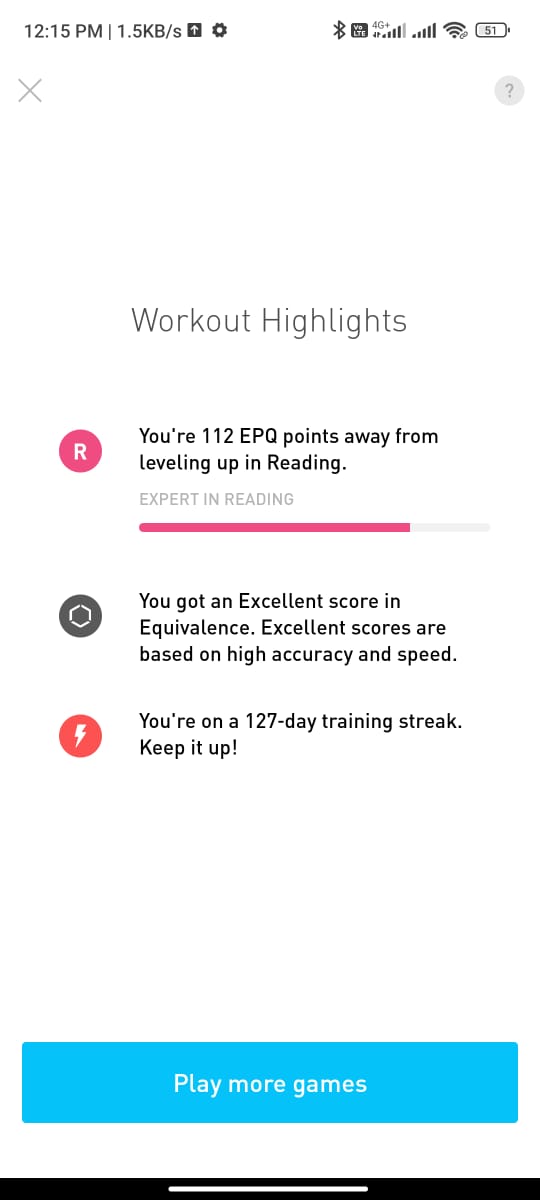 12:15 PM | 1.5KB/s
Vo LTE 4G+ 51
?
Workout Highlights
R
You're 112 EPQ points away from
leveling up in Reading.
EXPERT IN READING
You got an Excellent score in
Equivalence. Excellent scores are
based on high accuracy and speed.
You're on a 127-day training streak.
Keep it up!
Play more games